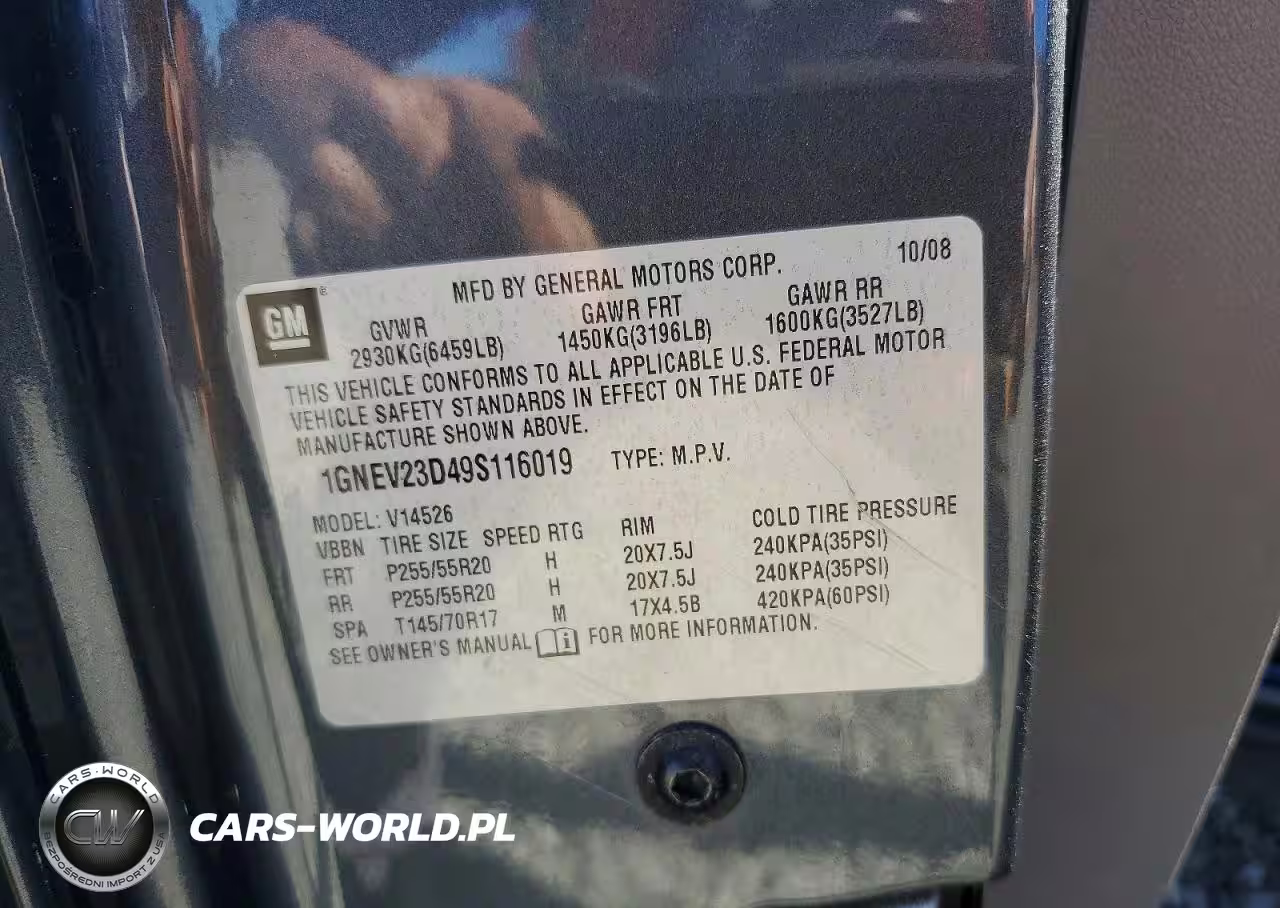 10/08
MFD BY GENERAL MOTORS CORP.
GM
GVWR GAWR FRT GAWR RR
2930KG(6459LB) 1450KG(3196LB) 1600KG(3527LB)
THIS VEHICLE CONFORMS TO ALL APPLICABLE U.S. FEDERAL MOTOR
VEHICLE SAFETY STANDARDS IN EFFECT ON THE DATE OF
MANUFACTURE SHOWN ABOVE.
1GNEV23D49S116019 TYPE: M.P.V.
MODEL: V14526
VBBN TIRE SIZE SPEED RTG RIM COLD TIRE PRESSURE
FRT P255/55R20 H 20X7.5J 240KPA(35PSI)
RR P255/55R20 H 20X7.5J 240KPA(35PSI)
SPA T145/70R17 M 17X4.5B 420KPA(60PSI)
SEE OWNER'S MANUAL i FOR MORE INFORMATION.
CARS-WORLD
CW
BEZPOŚREDNI IMPORT Z USA
CARS-WORLD.PL